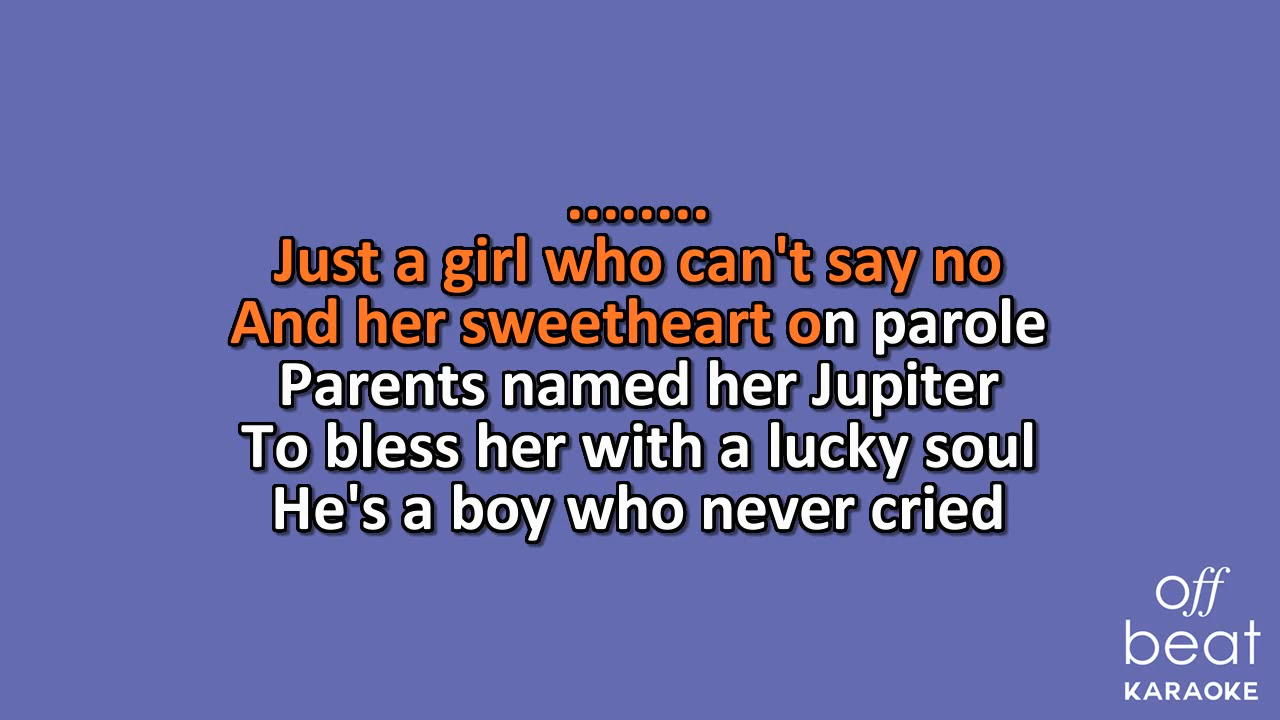 ........
Just a girl who can't say no
And her sweetheart on parole
Parents named her Jupiter
To bless her with a lucky soul
He's a boy who never cried
off
beat
KARAOKE